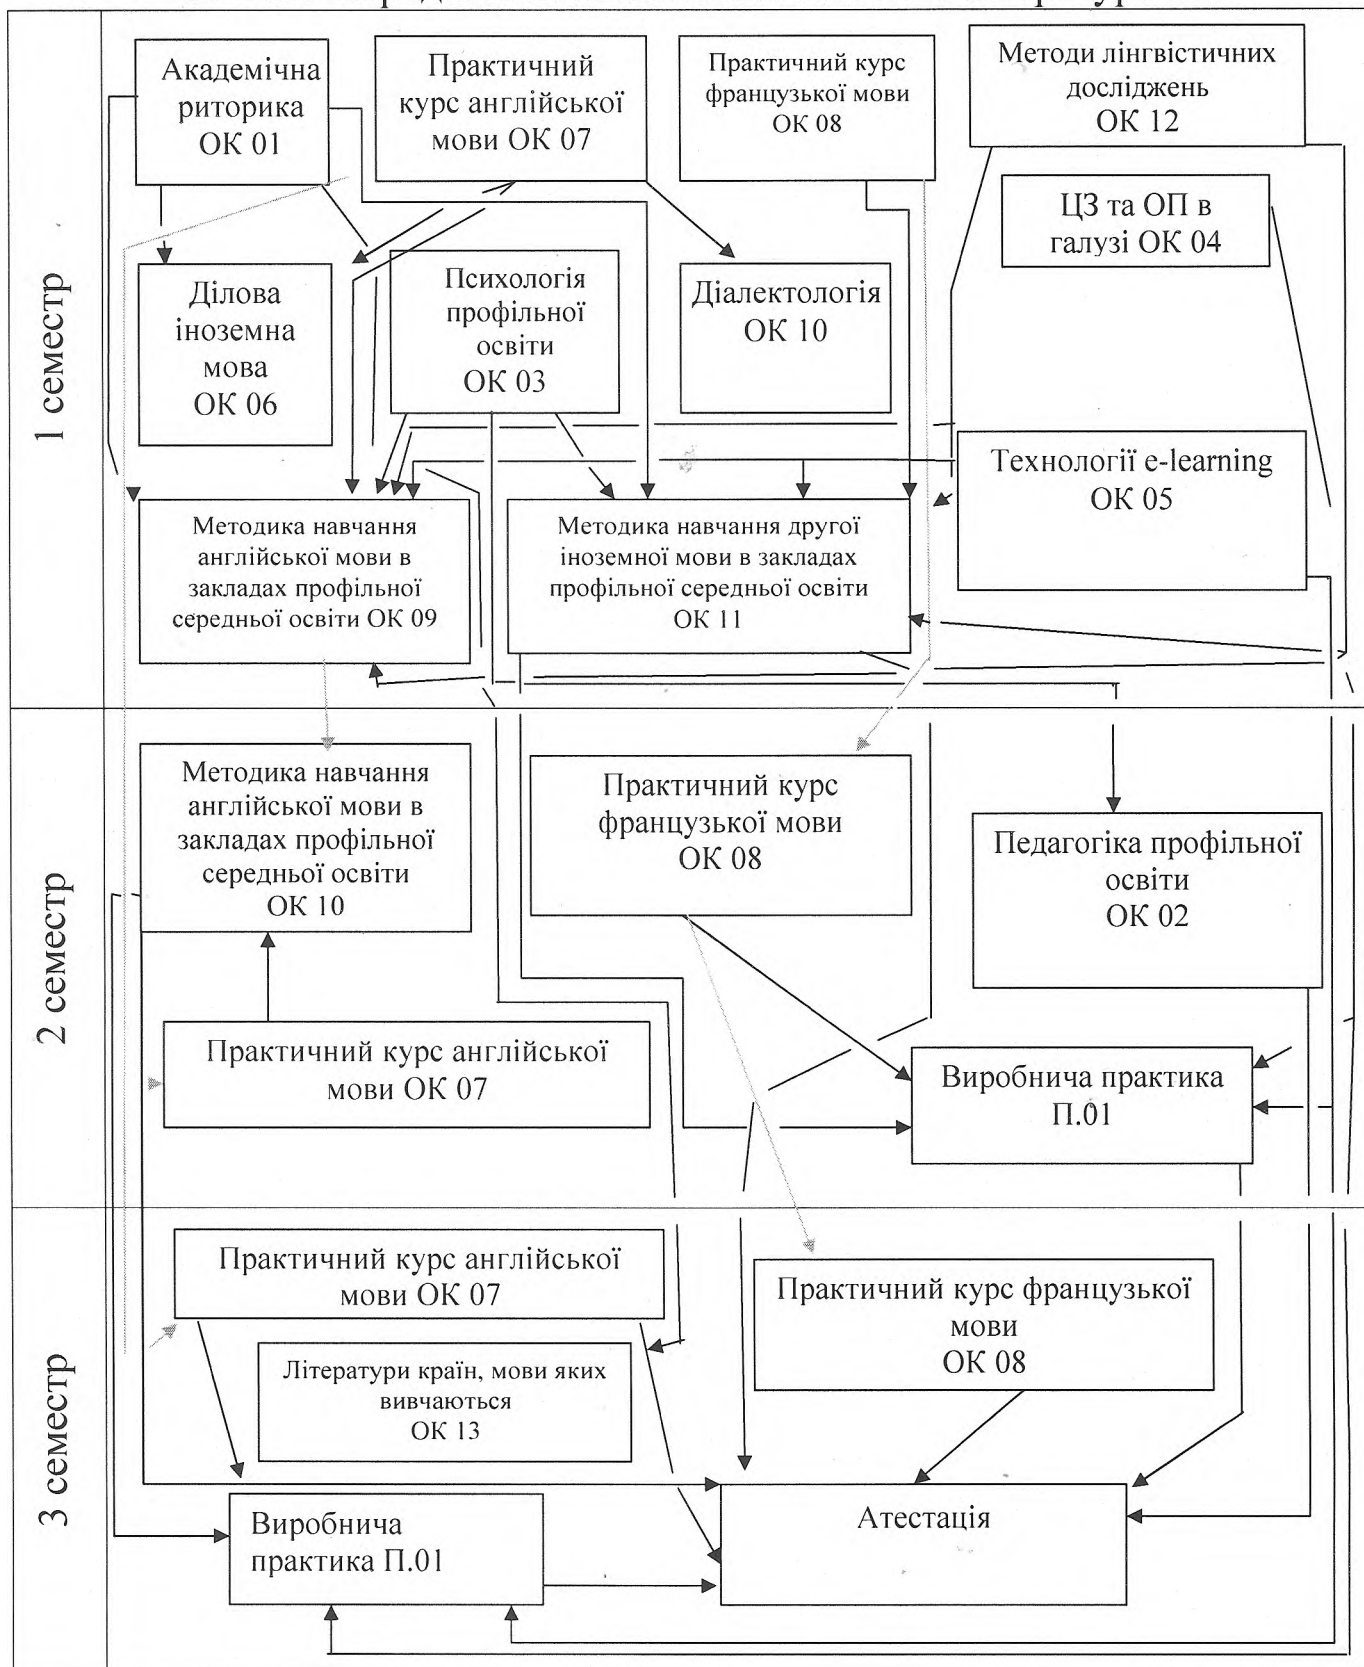 1 семестр
Академічна
риторика
ОК 01
Практичний
курс англійської
мови ОК 07
Практичний курс
французької мови
ОК 08
Методи лінгвістичних
досліджень
ОК 12
ЦЗ та ОП в
галузі ОК 04
Ділова
іноземна
мова
ОК 06
Психологія
профільної
освіти
ОК 03
Діалектологія
ОК 10
Технології e-learning
ОК 05
Методика навчання
англійської мови в
закладах профільної
середньої освіти ОК 09
Методика навчання другої
іноземної мови в закладах
профільної середньої освіти
ОК 11
2 семестр
Методика навчання
англійської мови в
закладах профільної
середньої освіти
ОК 10
Практичний курс
французької мови
ОК 08
Педагогіка профільної
освіти
ОК 02
Практичний курс англійської
мови ОК 07
Виробнича практика
П.01
3 семестр
Практичний курс англійської
мови ОК 07
Практичний курс французької
мови
ОК 08
Літератури країн, мови яких
вивчаються
ОК 13
Виробнича
практика П.01
Атестація